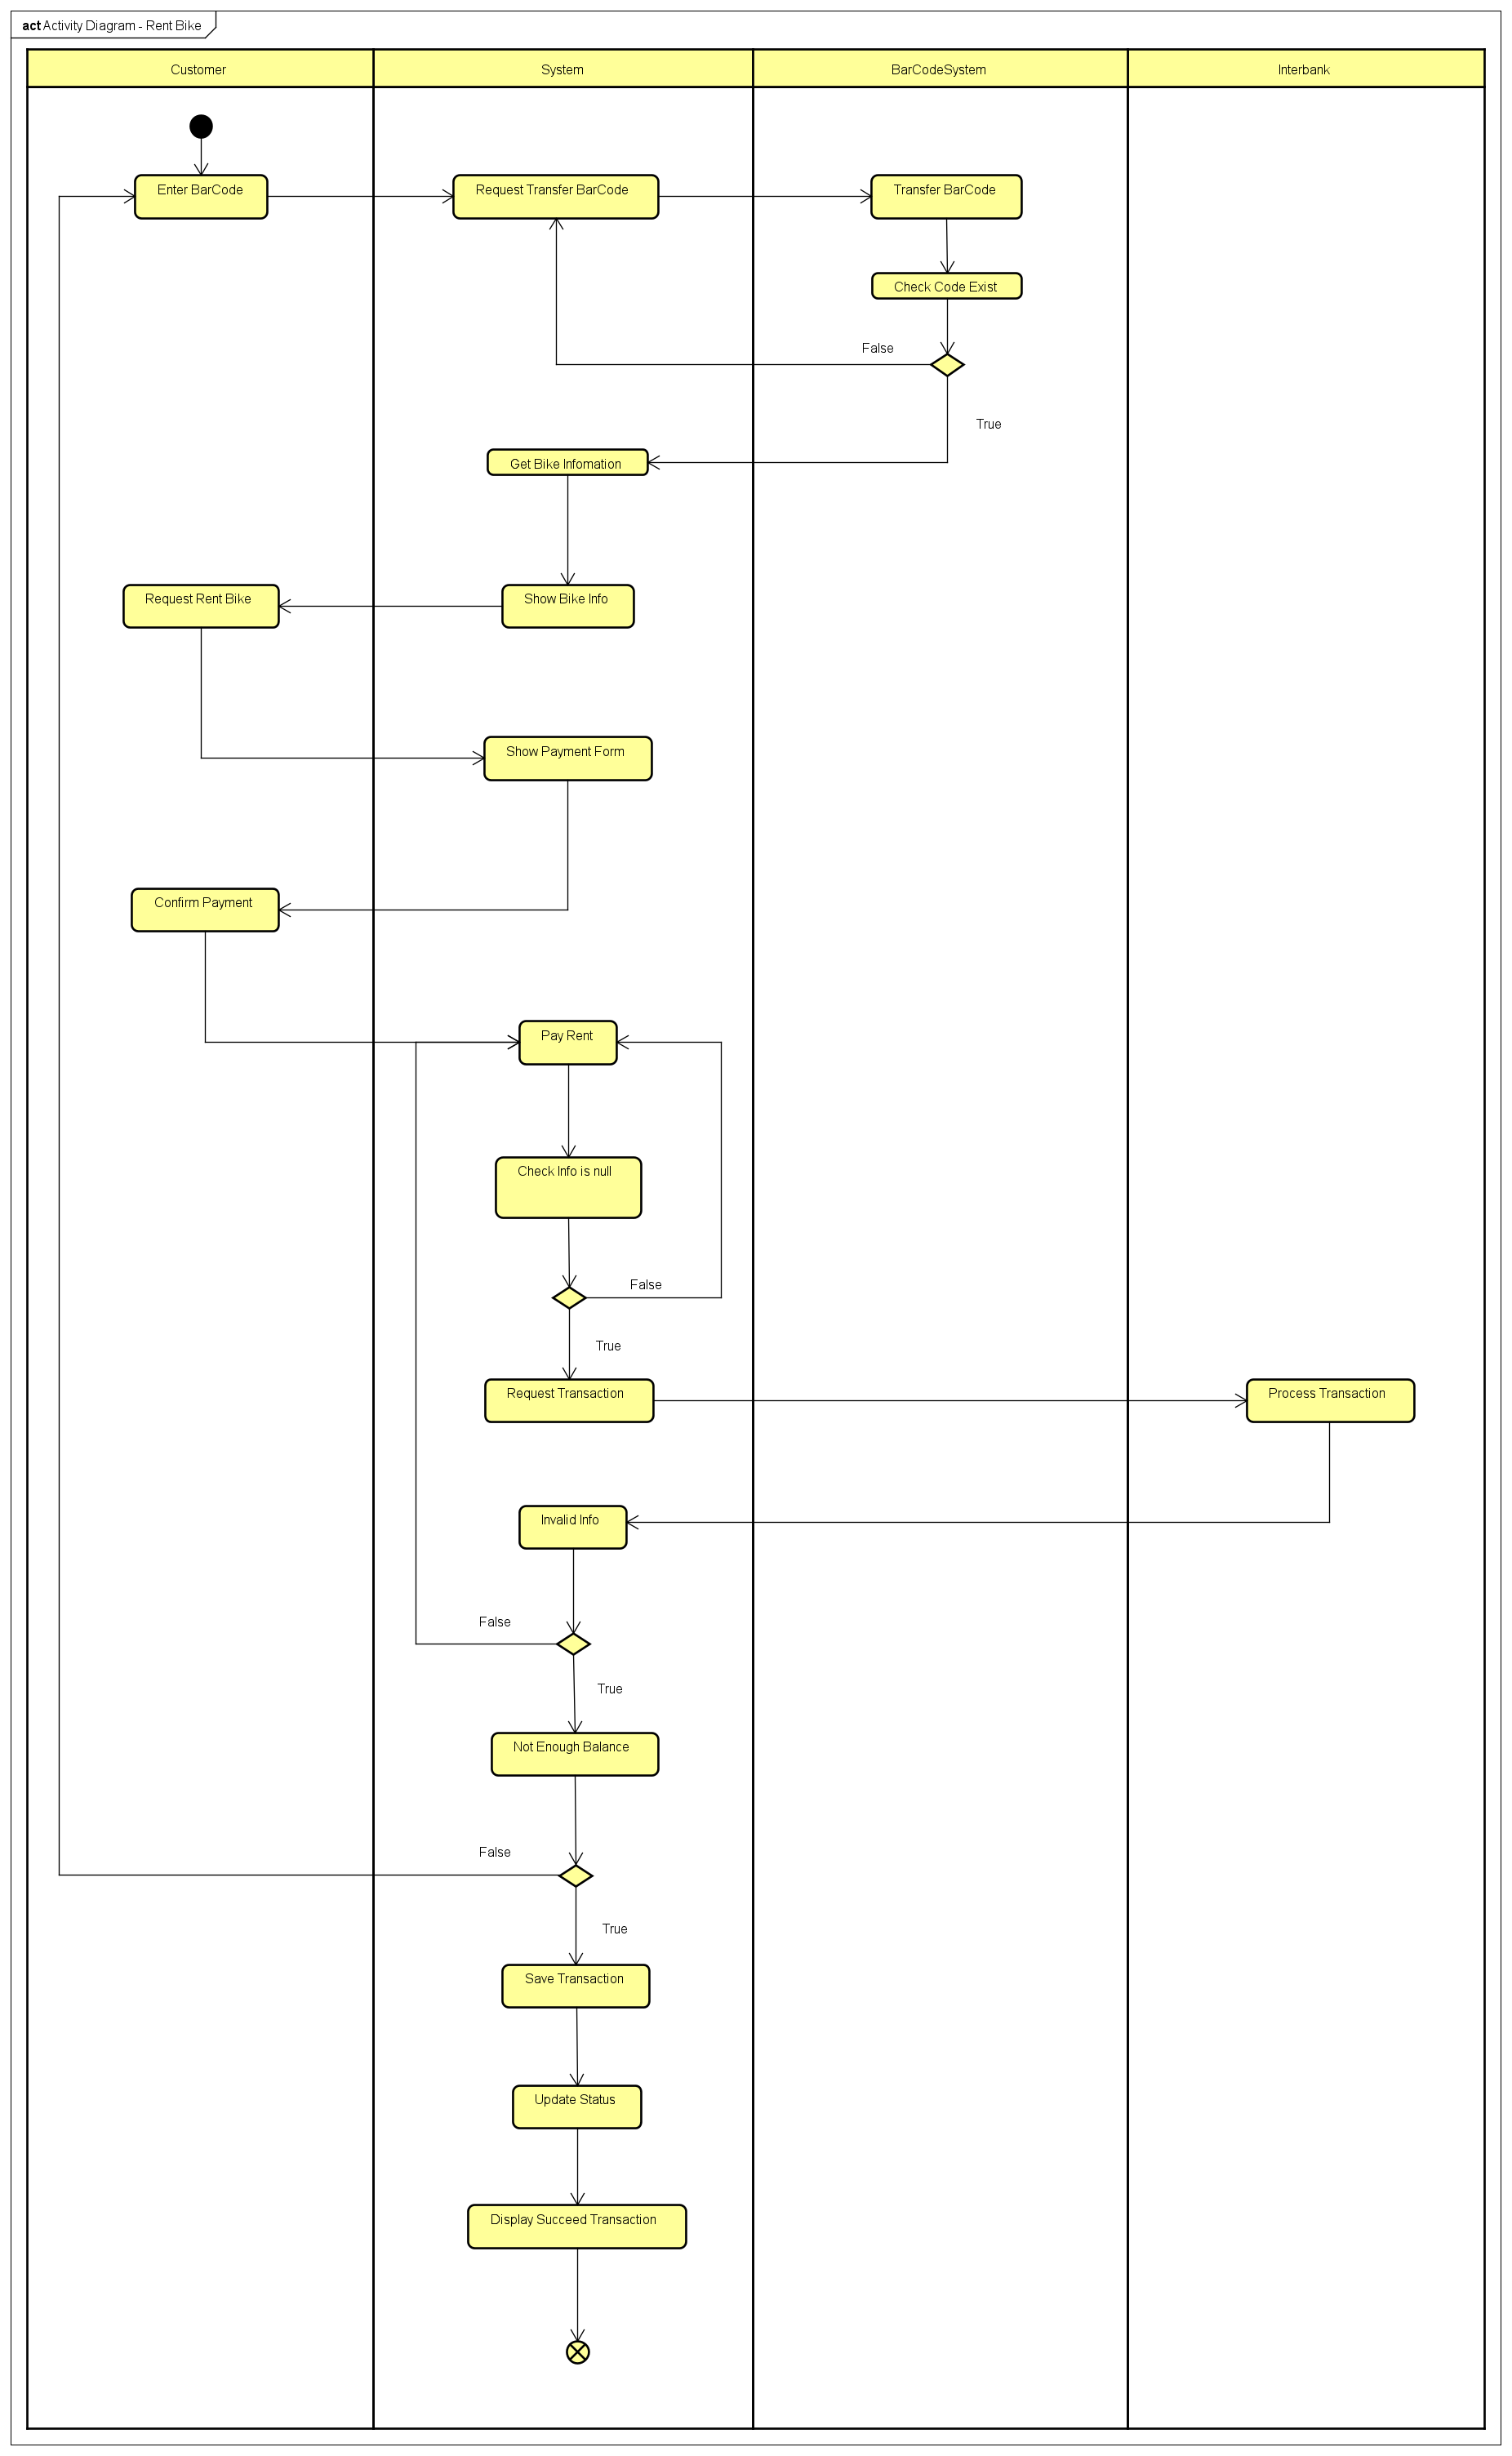 act Activity Diagram - Rent Bike
Customer
System
BarCodeSystem
Interbank
Enter BarCode
Request Transfer BarCode
Transfer BarCode
Check Code Exist
False
True
Get Bike Infomation
Request Rent Bike
Show Bike Info
Show Payment Form
Confirm Payment
Pay Rent
Check Info is null
False
True
Request Transaction
Process Transaction
Invalid Info
False
True
Not Enough Balance
False
True
Save Transaction
Update Status
Display Succeed Transaction